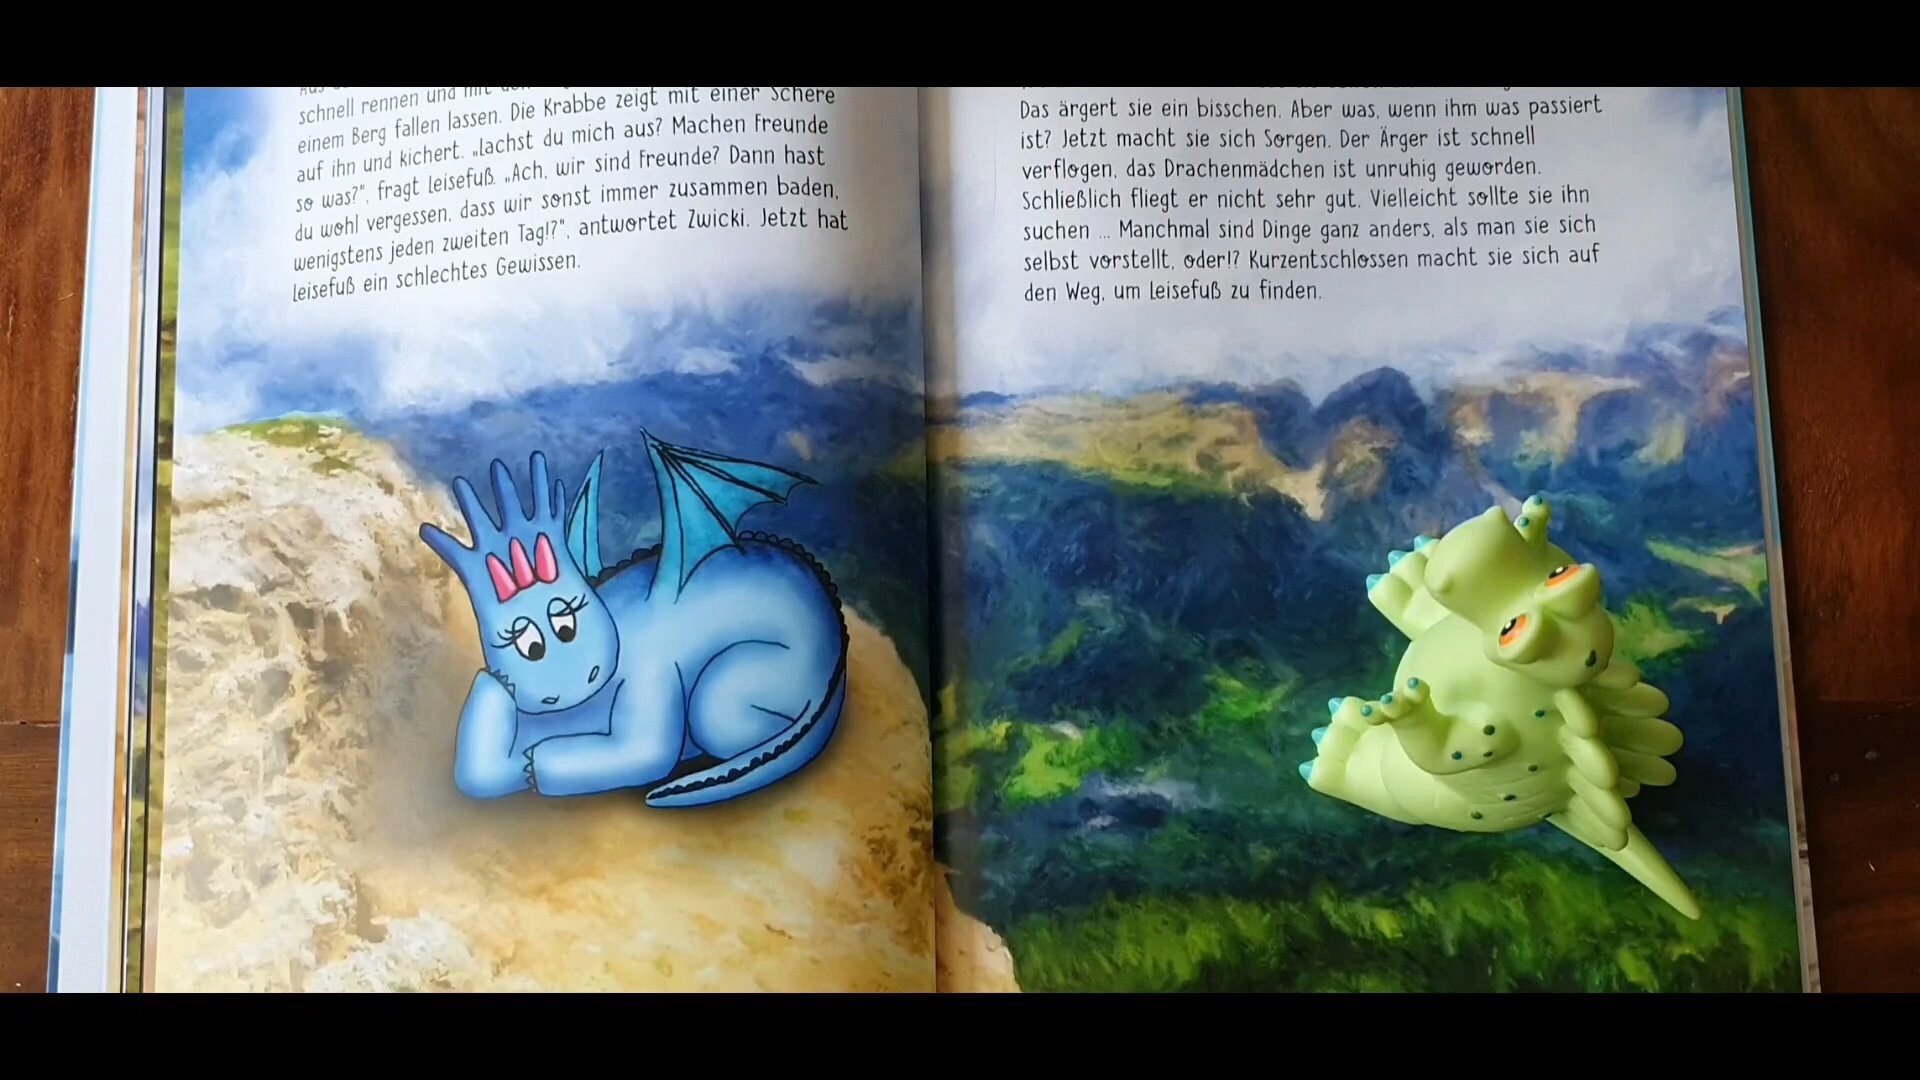 schnell rennen und mit
einem Berg fallen lassen. Die Krabbe zeigt mit einer Schere
auf ihn und kichert. „lachst du mich aus? Machen Freunde
so was?", fragt leisefuß. „Ach, wir sind Freunde? Dann hast
du wohl vergessen, dass wir sonst immer zusammen baden,
wenigstens jeden zweiten Tag!?", antwortet Zwicki. Jetzt hat
leisefuß ein schlechtes Gewissen.
Das ärgert sie ein bisschen. Aber was, wenn ihm was passiert
ist? Jetzt macht sie sich Sorgen. Der Ärger ist schnell
verflogen, das Drachenmädchen ist unruhig geworden.
Schließlich fliegt er nicht sehr gut. Vielleicht sollte sie ihn
suchen ... Manchmal sind Dinge ganz anders, als man sie sich
selbst vorstellt, oder!? Kurzentschlossen macht sie sich auf
den Weg, um leisefuß zu finden.